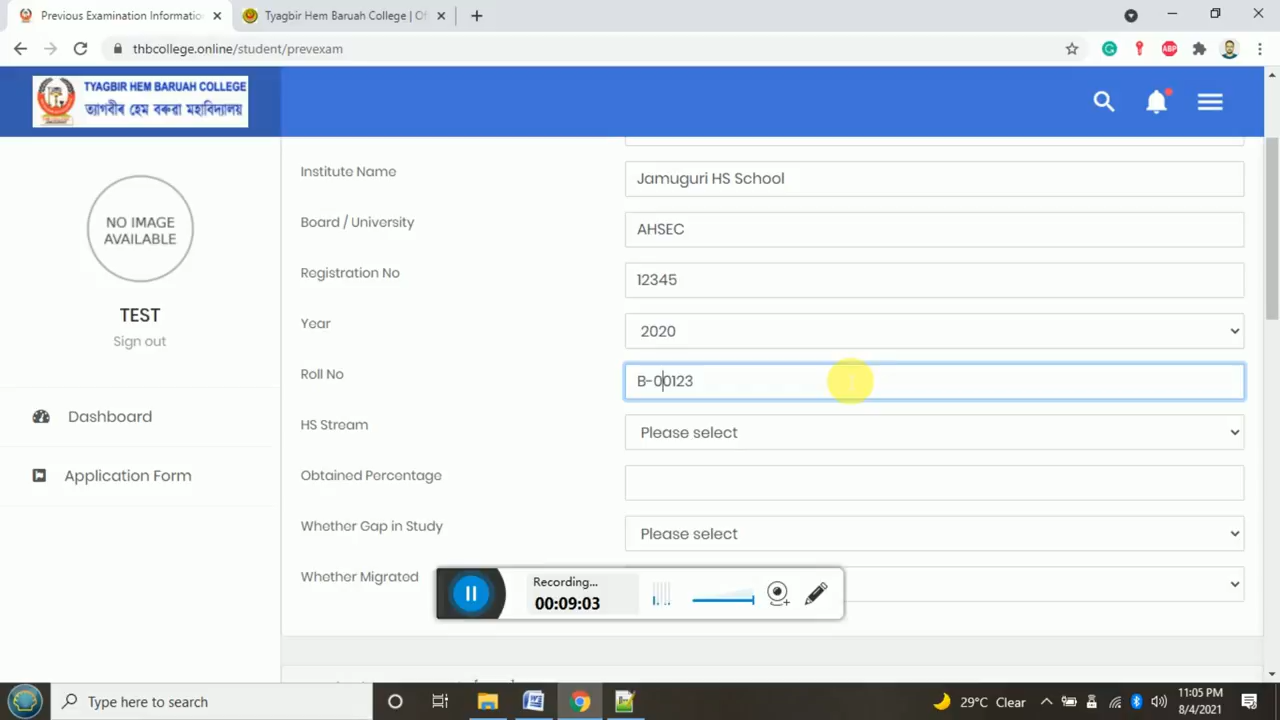 Previous Examination Informatio
Tyagbir Hem Baruah College | Of
thbcollege.online/student/prevexam
ABP
TYAGBIR HEM BARUAH COLLEGE
ত্যাগবীৰ হেম বৰুৱা মহাবিদ্যালয়
NO IMAGE
AVAILABLE
TEST
Sign out
Dashboard
Application Form
Institute Name
Jamuguri HS School
Board / University
AHSEC
Registration No
12345
Year
2020
Roll No
B-00123
HS Stream
Please select
Obtained Percentage
Whether Gap in Study
Please select
Whether Migrated
Recording...
00:09:03
Type here to search
29°C Clear
11:05 PM
8/4/2021